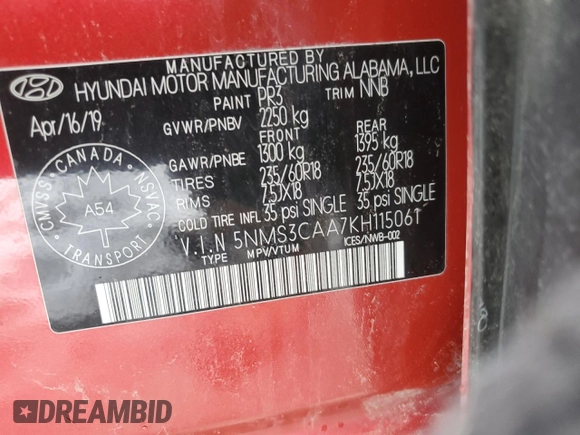 MANUFACTURED BY
HYUNDAI MOTOR MANUFACTURING ALABAMA, LLC
PAINT PR3 TRIM NNB
Apr/16/19
GVWR/PNBV 2250 kg
FRONT REAR
GAWR/PNBE 1300 kg 1395 kg
TIRES 235/60R18 235/60R18
RIMS 7.5JX18 7.5JX18
COLD TIRE INFL 35 psi SINGLE 35 psi SINGLE
V.I.N 5NMS3CAA7KH115061
TYPE MPV/VTUM ICES/NWB-002
CMVSS CANADA NSVAC
A54
TRANSPORT
DREAMBID